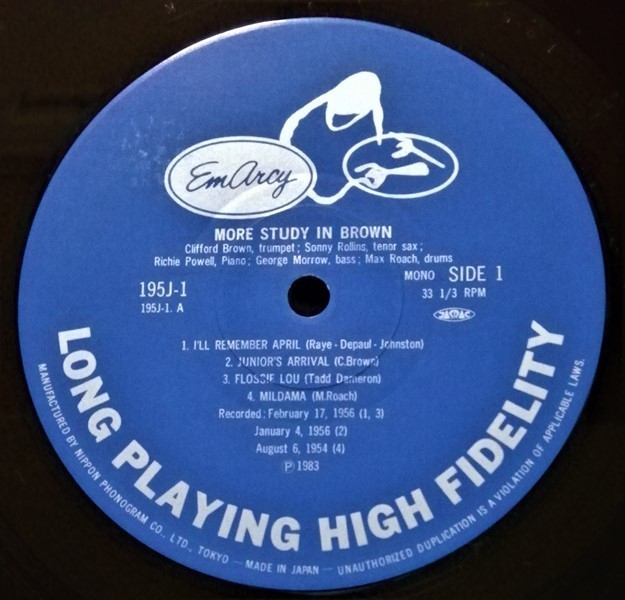 EmArcy
MORE STUDY IN BROWN
Clifford Brown, trumpet; Sonny Rollins, tenor sax;
Richie Powell, Piano; George Morrow, bass; Max Roach, drums
195J-1
195J-1. A
MONO SIDE 1
33 1/3 RPM
JASRAC
1. I'LL REMEMBER APRIL (Raye - Depaul - Johnston)
2. JUNIOR'S ARRIVAL (C.Brown)
3. FLOSSIE LOU (Tadd Dameron)
4. MILDAMA (M.Roach)
Recorded: February 17, 1956 (1, 3)
January 4, 1956 (2)
August 6, 1954 (4)
Ⓟ1983
LONG PLAYING HIGH FIDELITY
MANUFACTURED BY NIPPON PHONOGRAM CO., LTD., TOKYO — MADE IN JAPAN — UNAUTHORIZED DUPLICATION IS A VIOLATION OF APPLICABLE LAWS.